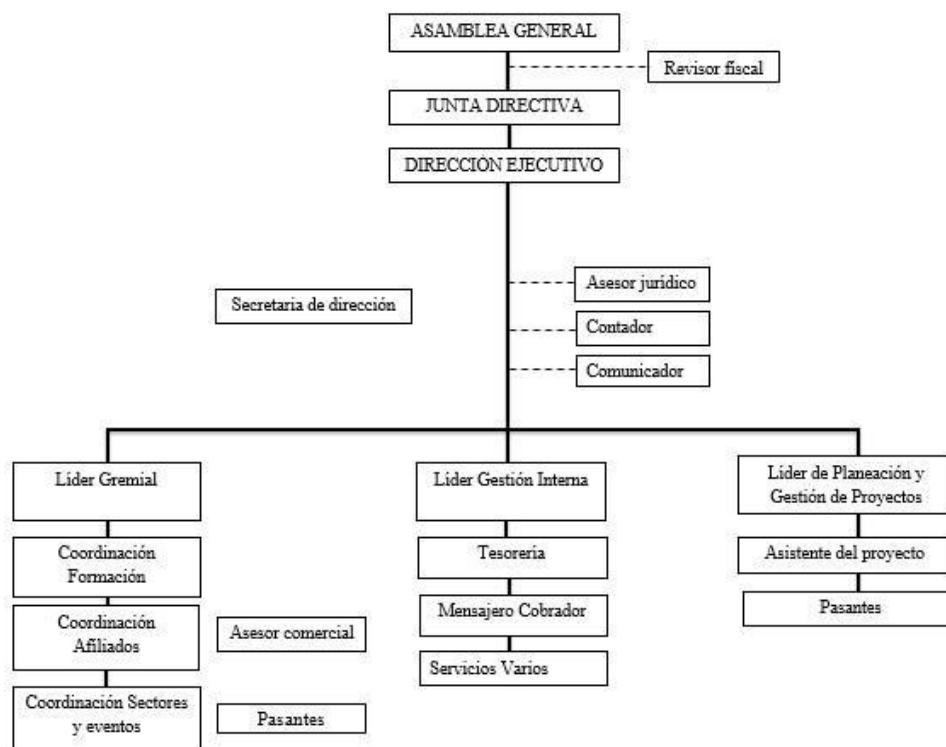 ASAMBLEA GENERAL
Revisor fiscal
JUNTA DIRECTIVA
DIRECCIÓN EJECUTIVO
Asesor jurídico
Secretaria de dirección
Contador
Comunicador
Líder Gremial
Líder Gestión Interna
Líder de Planeación y
Gestión de Proyectos
Coordinación
Formación
Tesorería
Asistente del proyecto
Coordinación
Afiliados
Asesor comercial
Mensajero Cobrador
Pasantes
Servicios Varios
Coordinación Sectores
y eventos
Pasantes